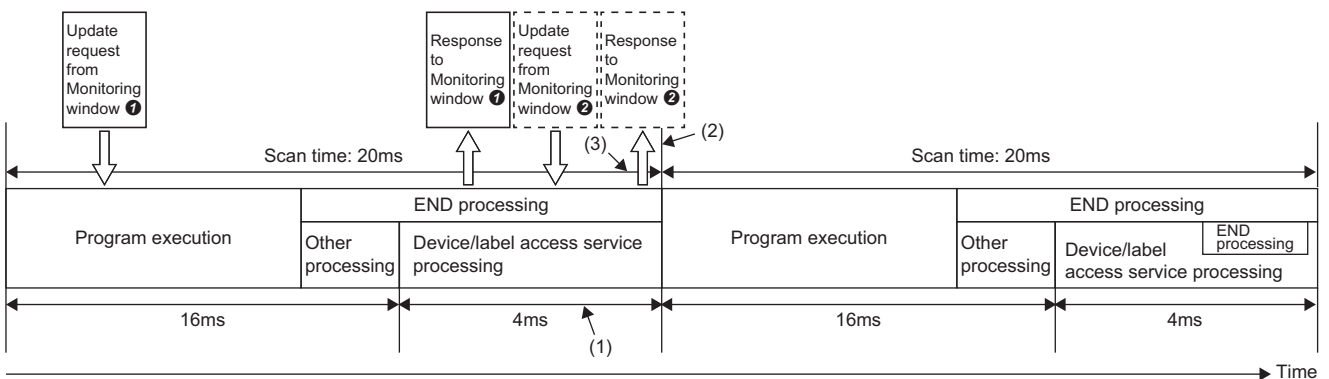 Update
request
from
Monitoring
window ❶
Response
to
Monitoring
window ❶
Update
request
from
Monitoring
window ❷
Response
to
Monitoring
window ❷
(2)
(3)
Scan time: 20ms
Scan time: 20ms
Program execution
END processing
Other
processing
Device/label access service
processing
Program execution
END processing
Other
processing
Device/label
access service processing
END
processing
16ms
4ms
16ms
4ms
(1)
Time